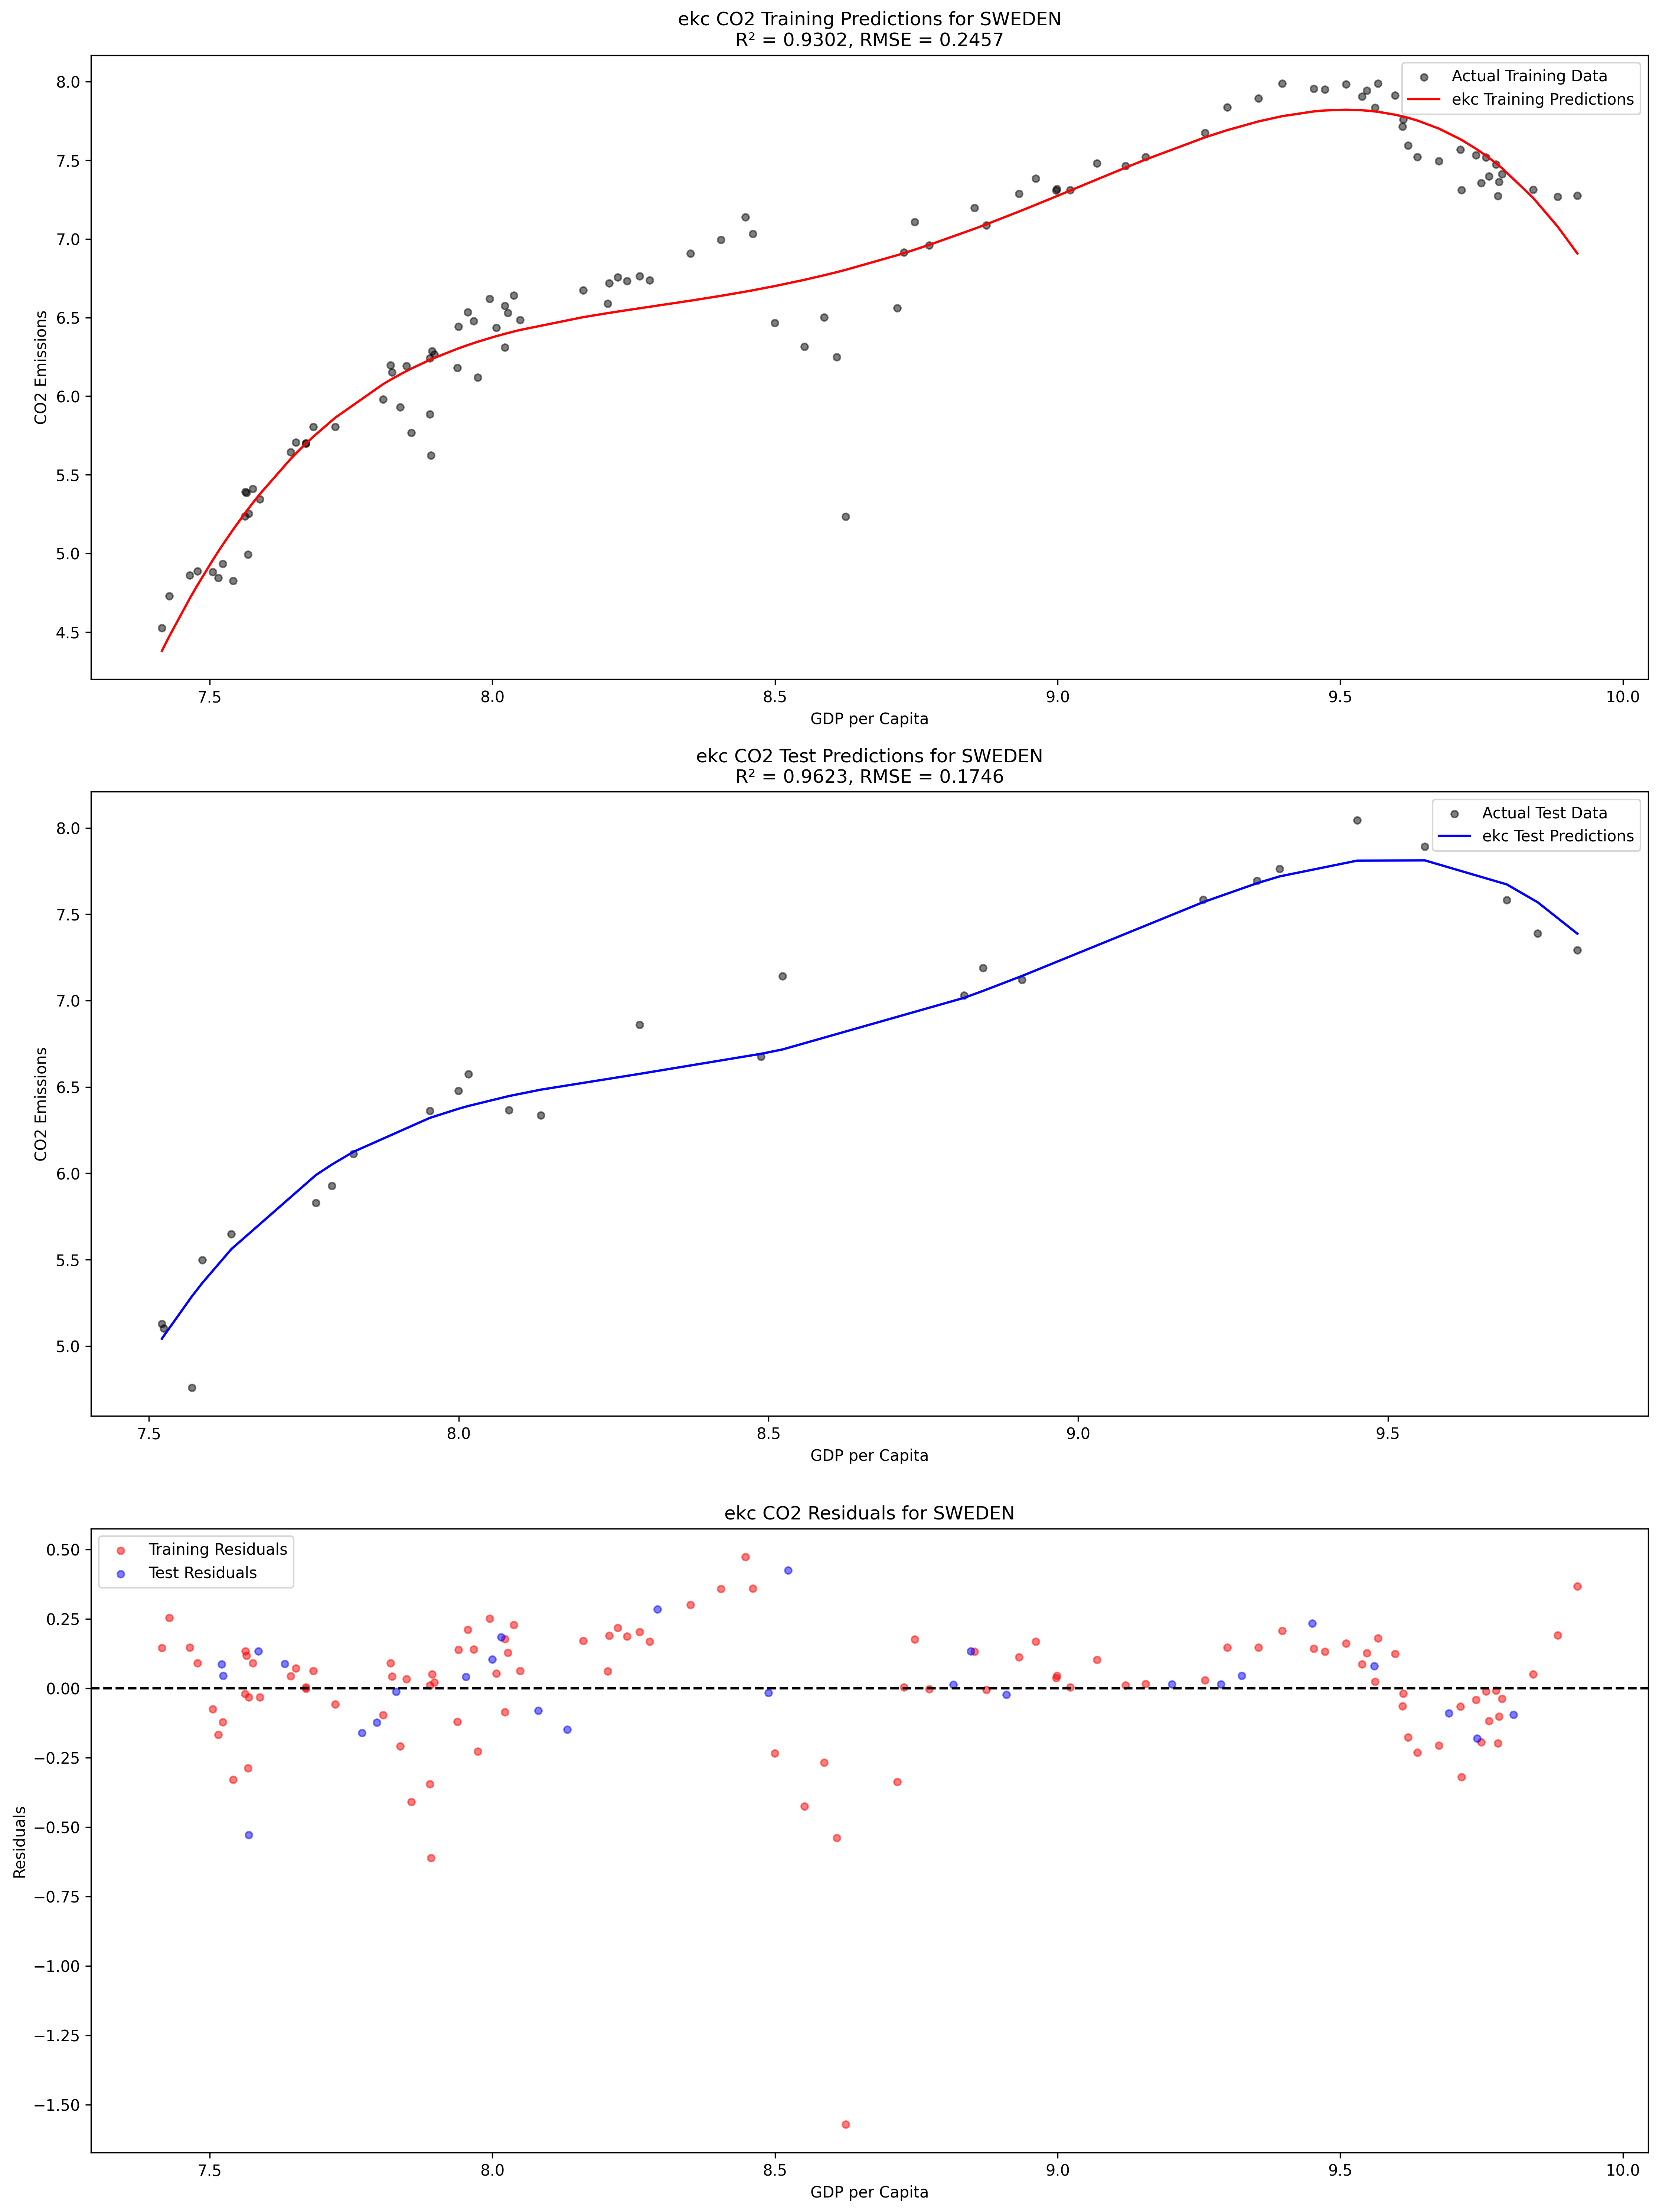 ekc CO2 Training Predictions for SWEDEN
R² = 0.9302, RMSE = 0.2457
Actual Training Data
ekc Training Predictions
8.0
7.5
7.0
6.5
6.0
5.5
5.0
4.5
CO2 Emissions
7.5 8.0 8.5 9.0 9.5 10.0
GDP per Capita
ekc CO2 Test Predictions for SWEDEN
R² = 0.9623, RMSE = 0.1746
Actual Test Data
ekc Test Predictions
8.0
7.5
7.0
6.5
6.0
5.5
5.0
CO2 Emissions
7.5 8.0 8.5 9.0 9.5
GDP per Capita
ekc CO2 Residuals for SWEDEN
Training Residuals
Test Residuals
0.50
0.25
0.00
−0.25
−0.50
−0.75
−1.00
−1.25
−1.50
Residuals
7.5 8.0 8.5 9.0 9.5 10.0
GDP per Capita